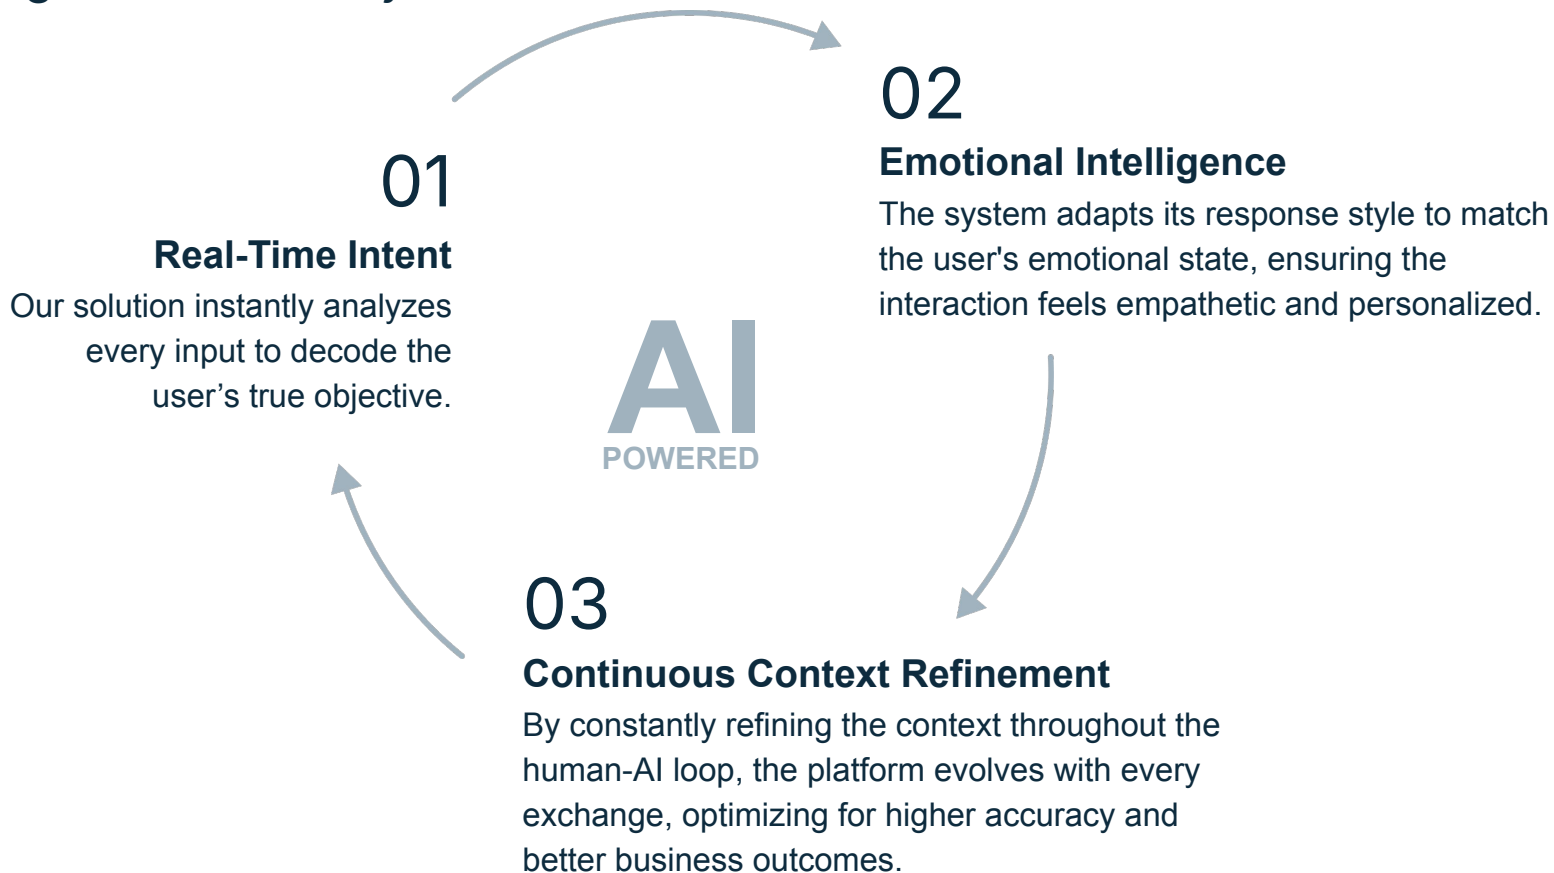 01
Real-Time Intent
Our solution instantly analyzes
every input to decode the
user’s true objective.
02
Emotional Intelligence
The system adapts its response style to match
the user's emotional state, ensuring the
interaction feels empathetic and personalized.
AI
POWERED
03
Continuous Context Refinement
By constantly refining the context throughout the
human-AI loop, the platform evolves with every
exchange, optimizing for higher accuracy and
better business outcomes.